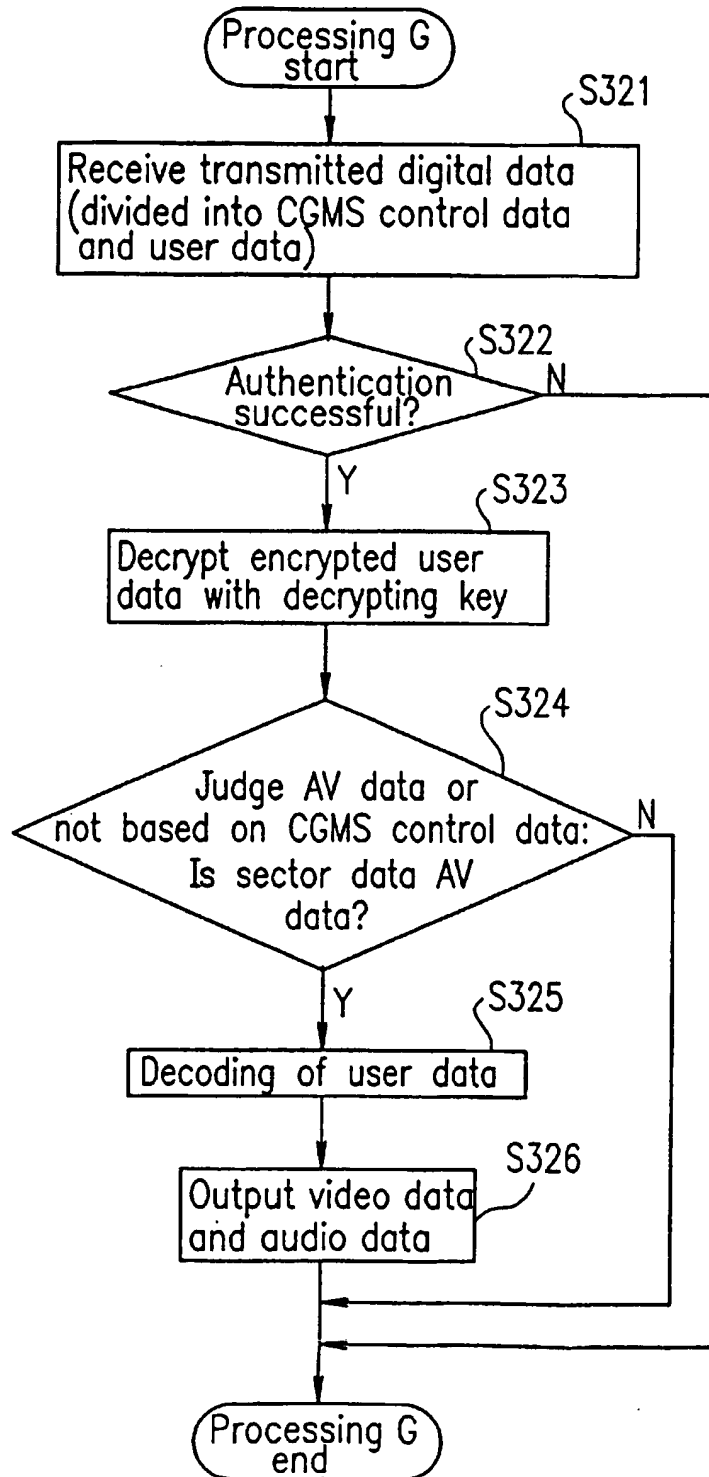 Processing G
start
S321
Receive transmitted digital data
(divided into CGMS control data
and user data)
S322
Authentication
successful?
N
Y
S323
Decrypt encrypted user
data with decrypting key
S324
Judge AV data or
not based on CGMS control data:
Is sector data AV
data?
N
Y
S325
Decoding of user data
S326
Output video data
and audio data
Processing G
end